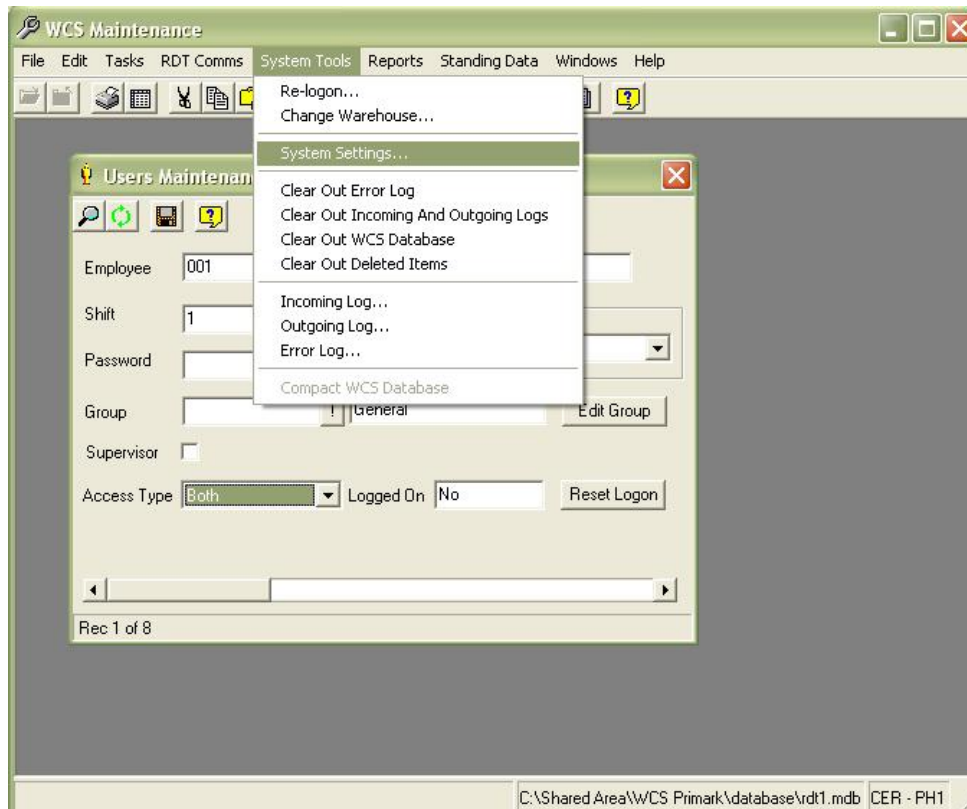 WCS Maintenance
File Edit Tasks RDT Comms System Tools Reports Standing Data Windows Help
Re-logon...
Change Warehouse...
System Settings...
Users Maintenan
Clear Out Error Log
Clear Out Incoming And Outgoing Logs
Clear Out WCS Database
Clear Out Deleted Items
Employee 001
Incoming Log...
Shift 1
Outgoing Log...
Error Log...
Password
Compact WCS Database
Group ! General Edit Group
Supervisor
Access Type Both Logged On No Reset Logon
Rec 1 of 8
C:\Shared Area\WCS Primark\database\rdt1.mdb CER - PH1